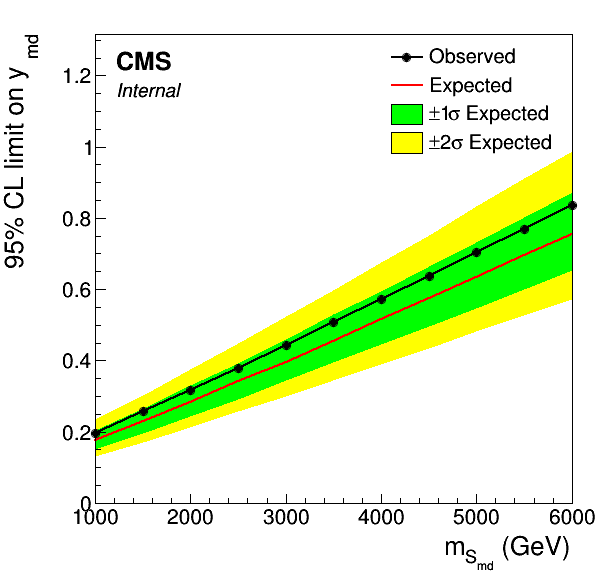 CMS
Internal
Observed
Expected
±1σ Expected
±2σ Expected
95% CL limit on y_md
1.2
1
0.8
0.6
0.4
0.2
0
1000 2000 3000 4000 5000 6000
m_S_md (GeV)